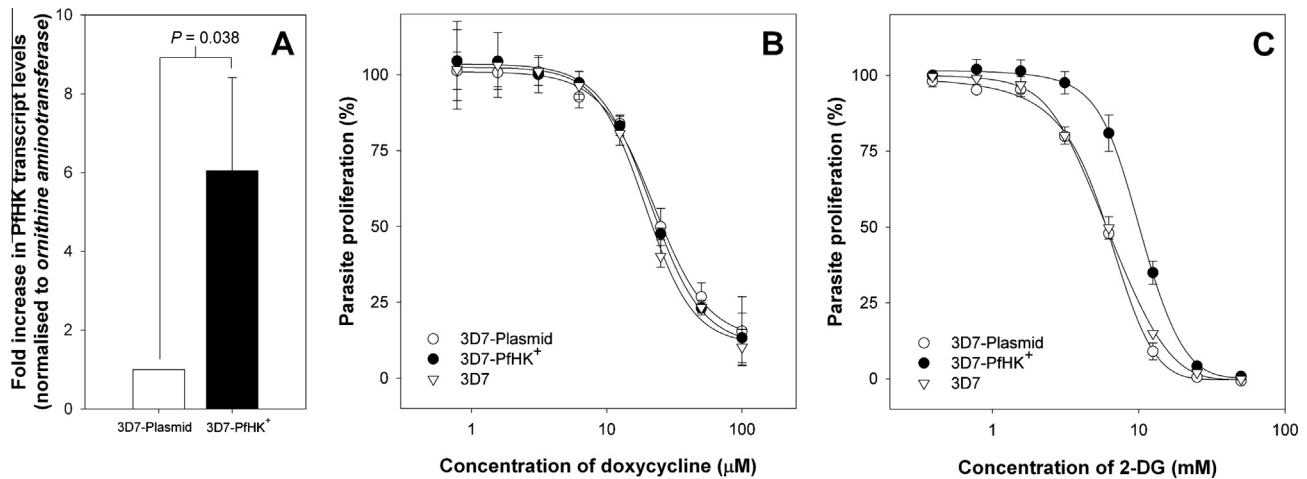 Fold increase in PfHK transcript levels
(normalised to ornithine aminotransferase)
10
8
6
4
2
0
P = 0.038
A
3D7-Plasmid
3D7-PfHK+
B
Parasite proliferation (%)
100
75
50
25
0
3D7-Plasmid
3D7-PfHK+
3D7
1
10
100
Concentration of doxycycline (μM)
C
Parasite proliferation (%)
100
75
50
25
0
3D7-Plasmid
3D7-PfHK+
3D7
1
10
100
Concentration of 2-DG (mM)